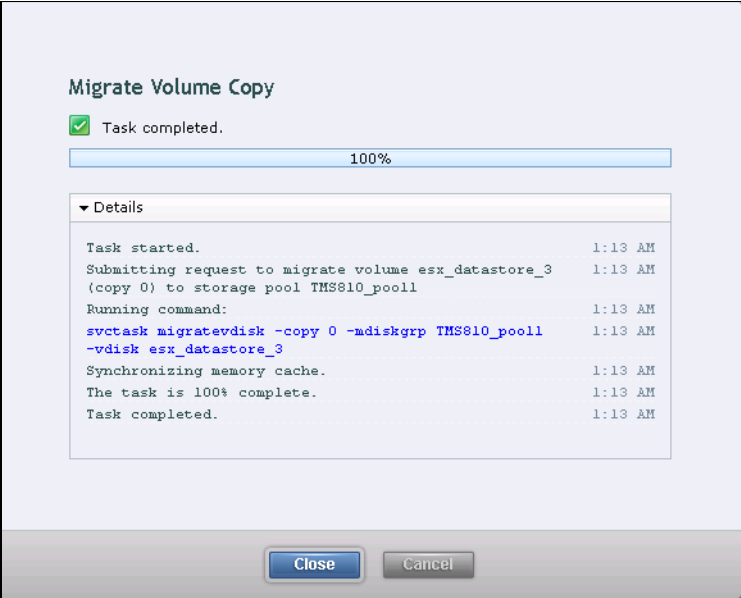 Migrate Volume Copy
Task completed.
100%
Details
Task started. 1:13 AM
Submitting request to migrate volume esx_datastore_3 1:13 AM
(copy 0) to storage pool TMS810_pool1
Running command: 1:13 AM
svctask migratevdisk -copy 0 -mdiskgrp TMS810_pool1 1:13 AM
-vdisk esx_datastore_3
Synchronizing memory cache. 1:13 AM
The task is 100% complete. 1:13 AM
Task completed. 1:13 AM
Close Cancel